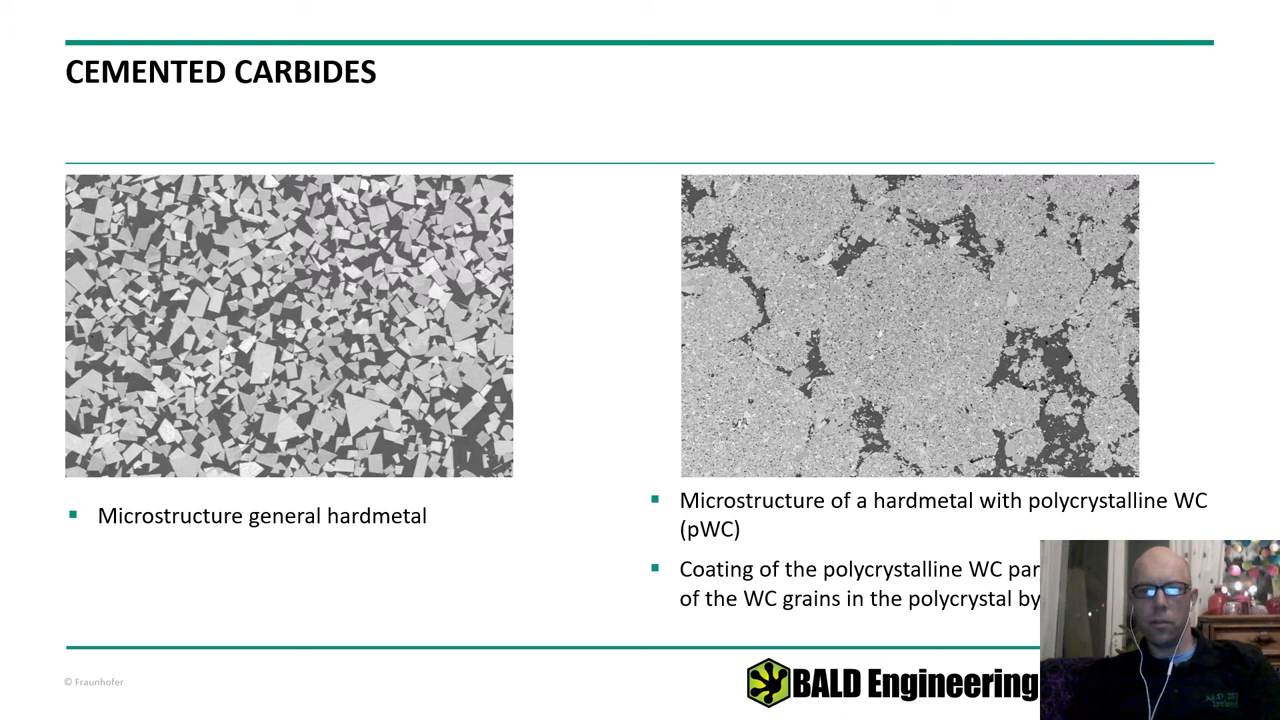 CEMENTED CARBIDES
Microstructure general hardmetal
Microstructure of a hardmetal with polycrystalline WC
(pWC)
Coating of the polycrystalline WC
of the WC grains in the polycrystal by
© Fraunhofer
BALD Engineering